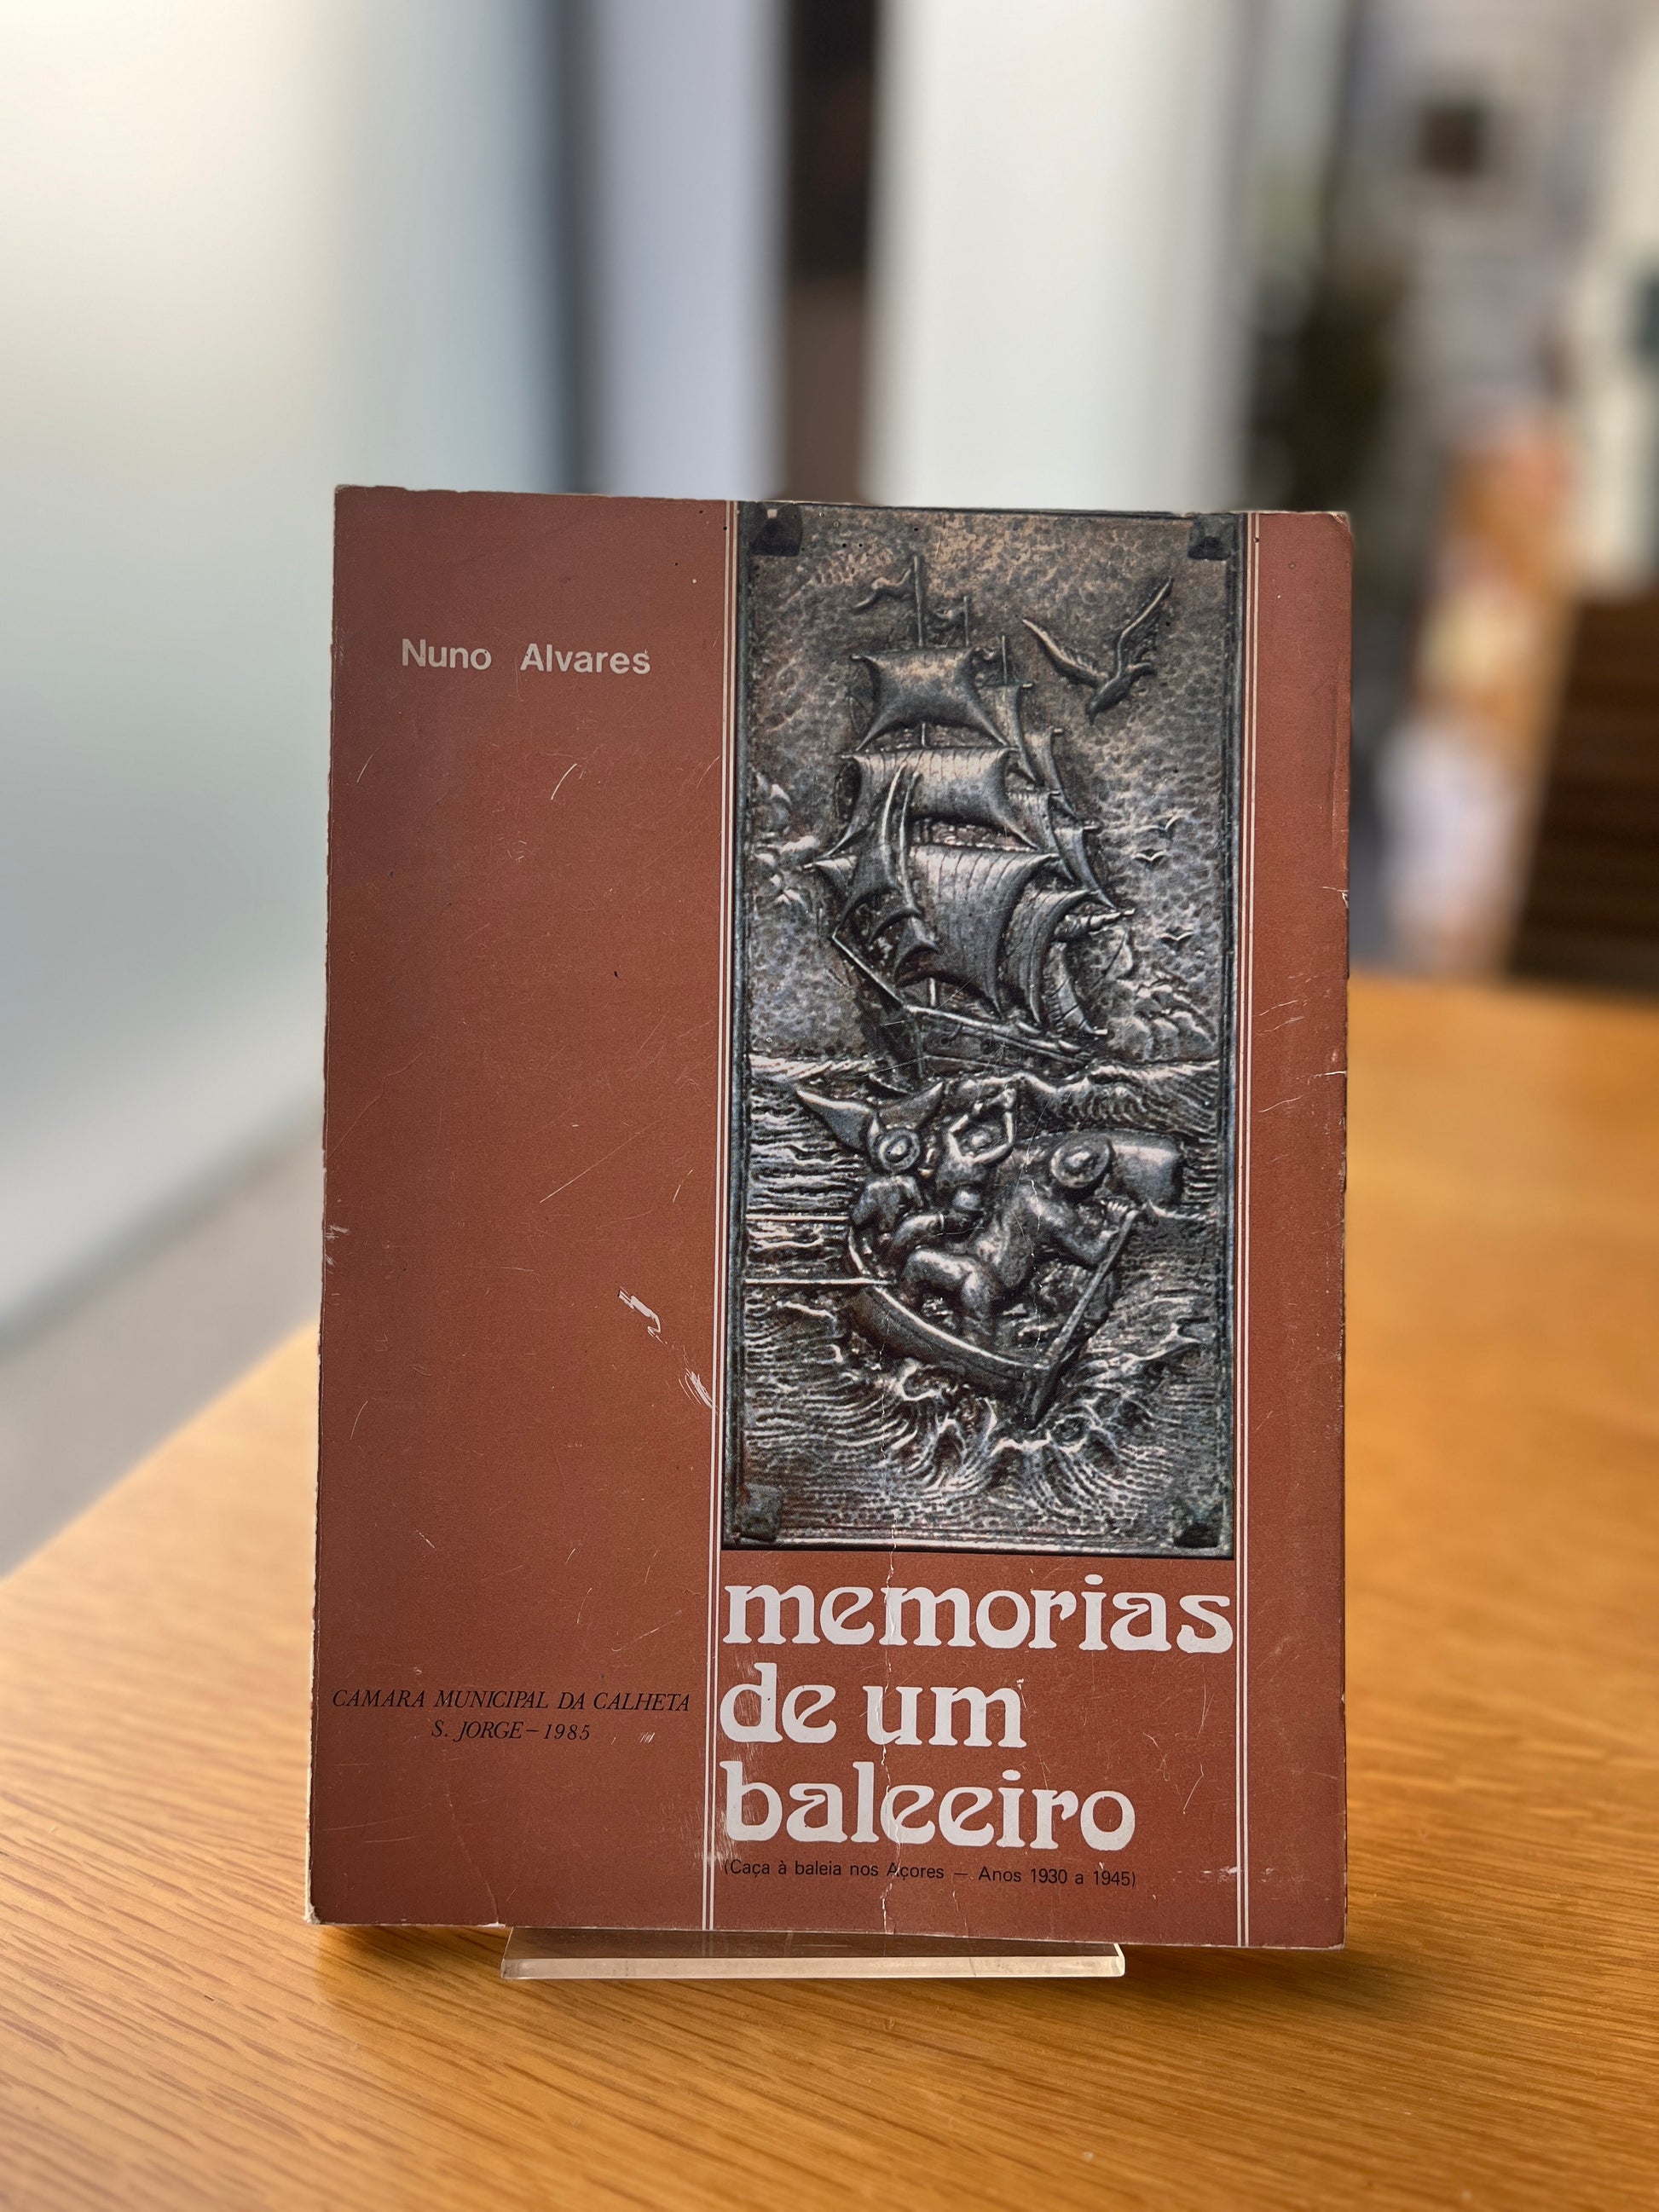 Nuno Alvares
CAMARA MUNICIPAL DA CALHETA
S. JORGE – 1985
memorias
de um
baleeiro
(Caça à baleia nos Açores — Anos 1930 a 1945)